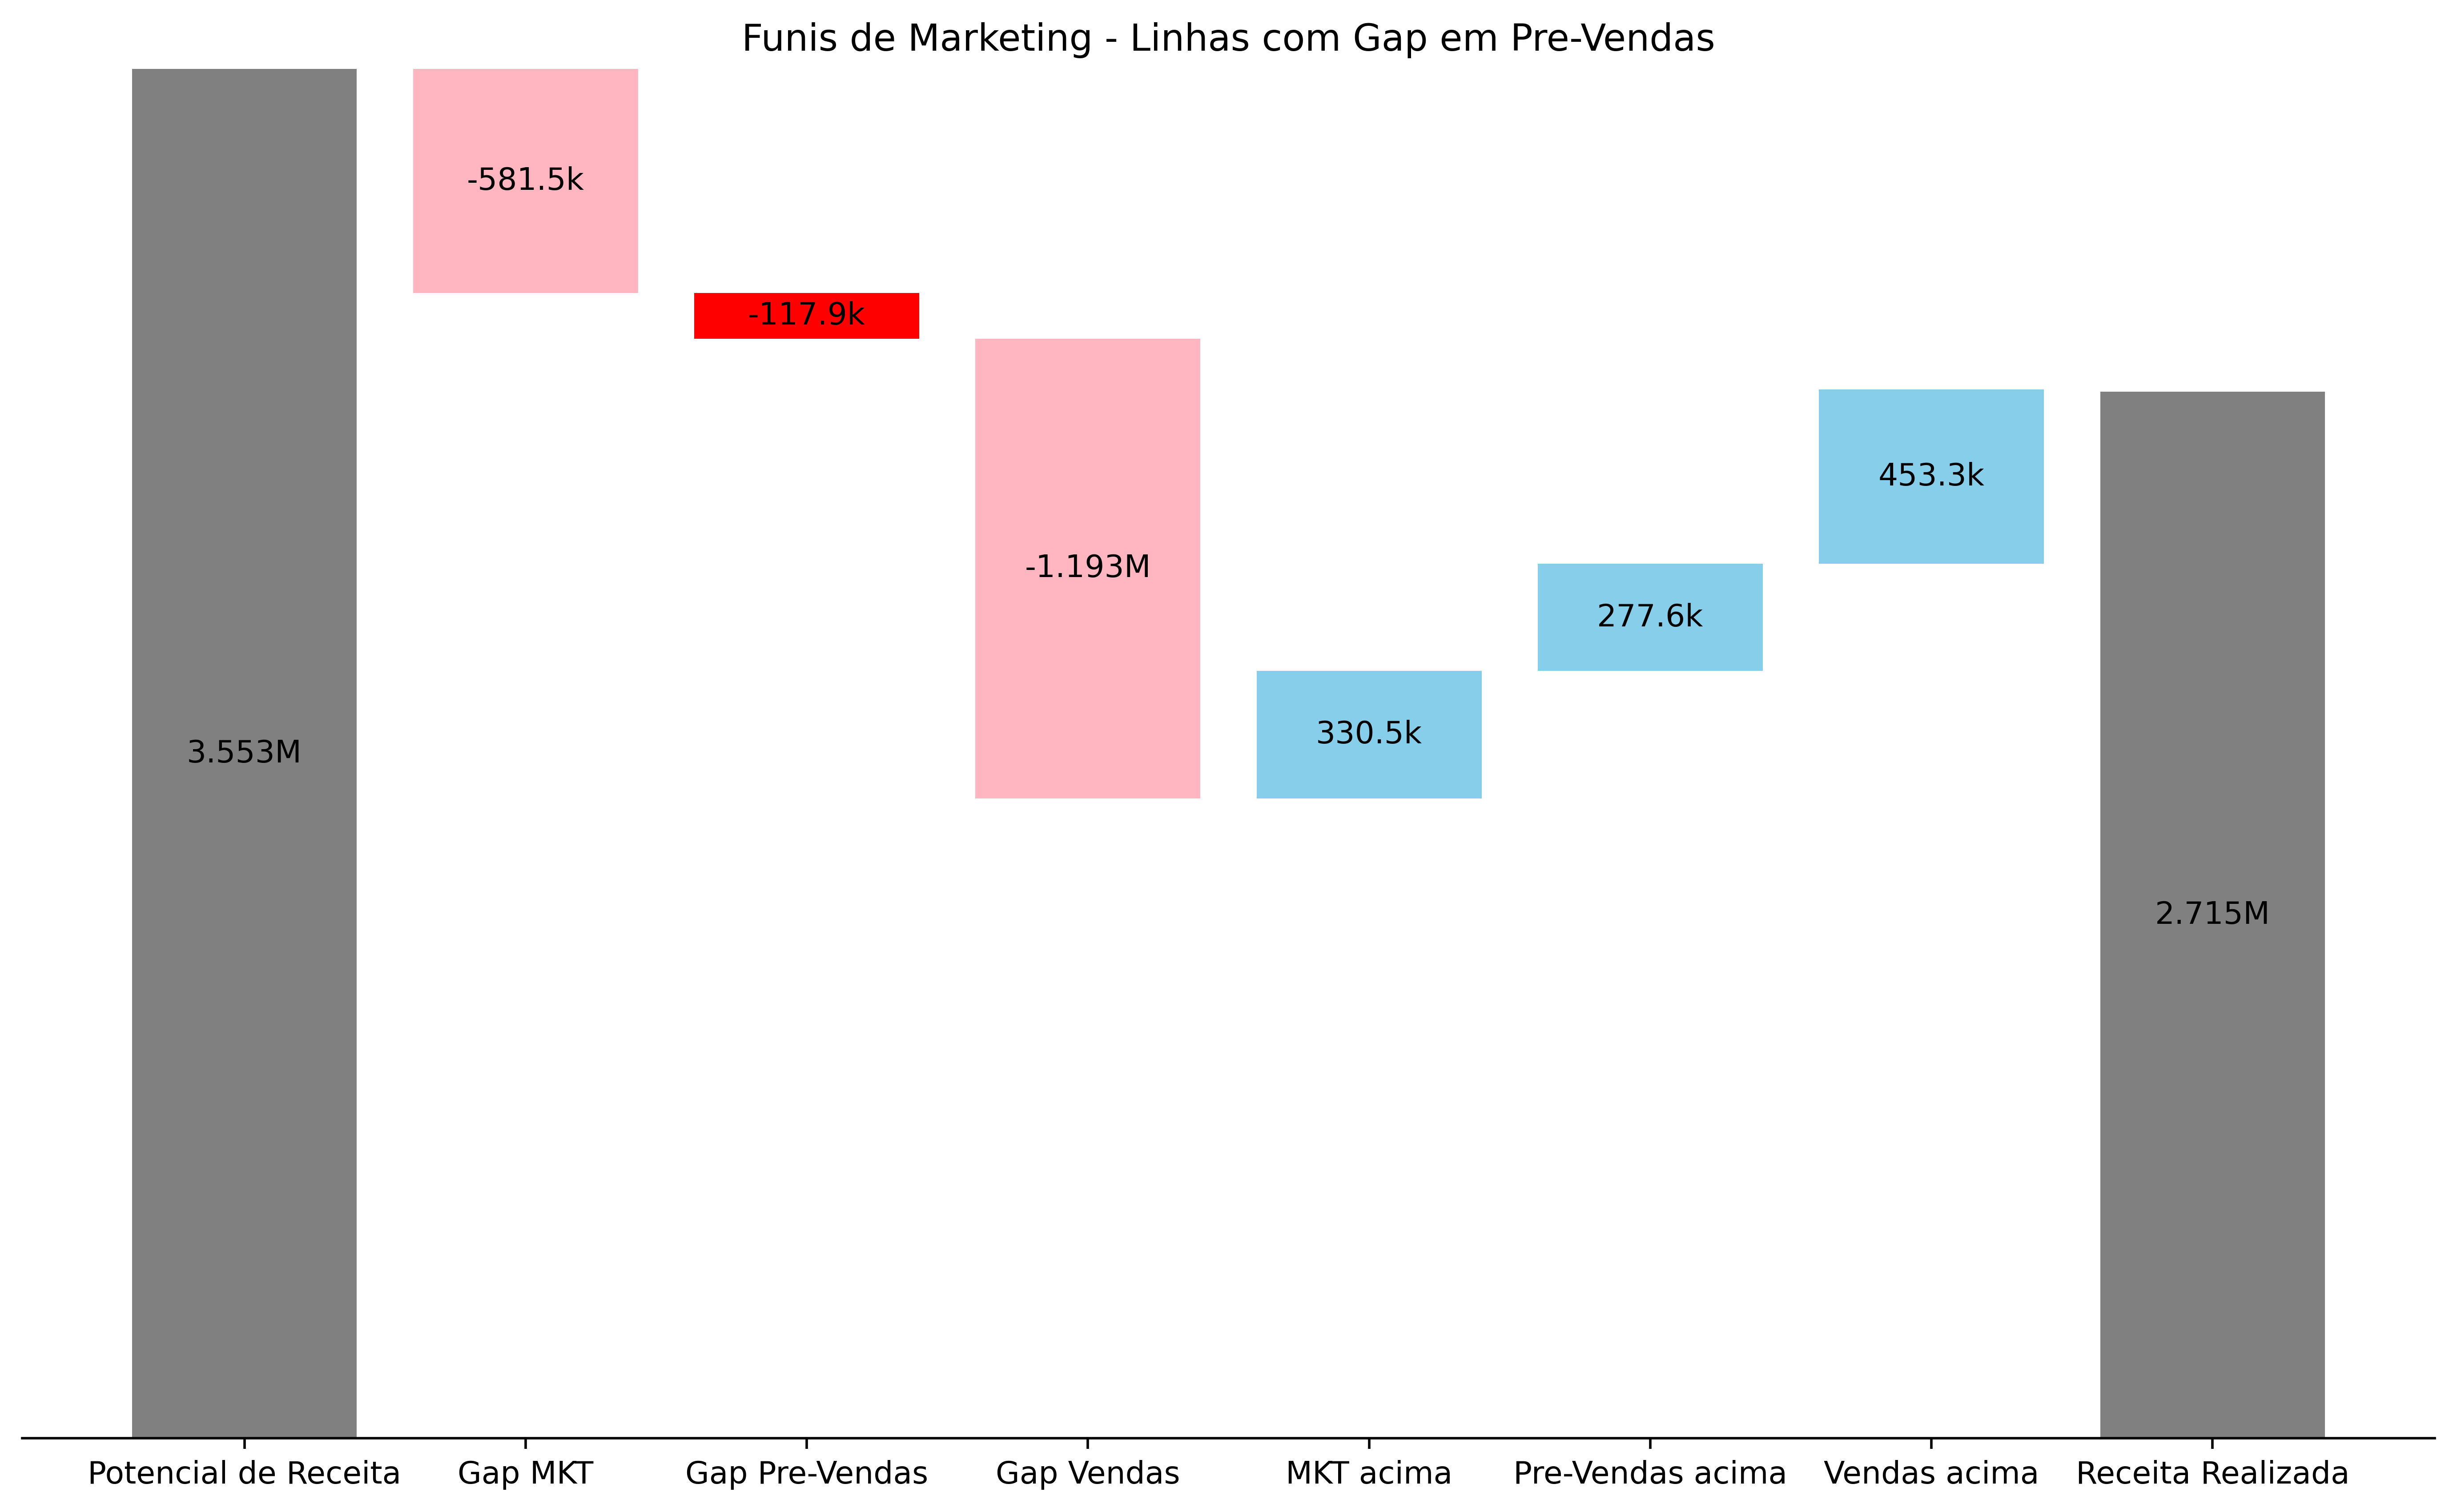 Funis de Marketing - Linhas com Gap em Pre-Vendas
-581.5k
-117.9k
453.3k
-1.193M
277.6k
330.5k
3.553M
2.715M
Potencial de Receita
Gap MKT
Gap Pre-Vendas
Gap Vendas
MKT acima
Pre-Vendas acima
Vendas acima
Receita Realizada